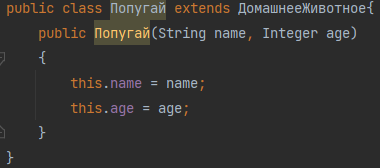 public class Попугай extends ДомашнееЖивотное{
public Попугай(String name, Integer age)
{
this.name = name;
this.age = age;
}
}